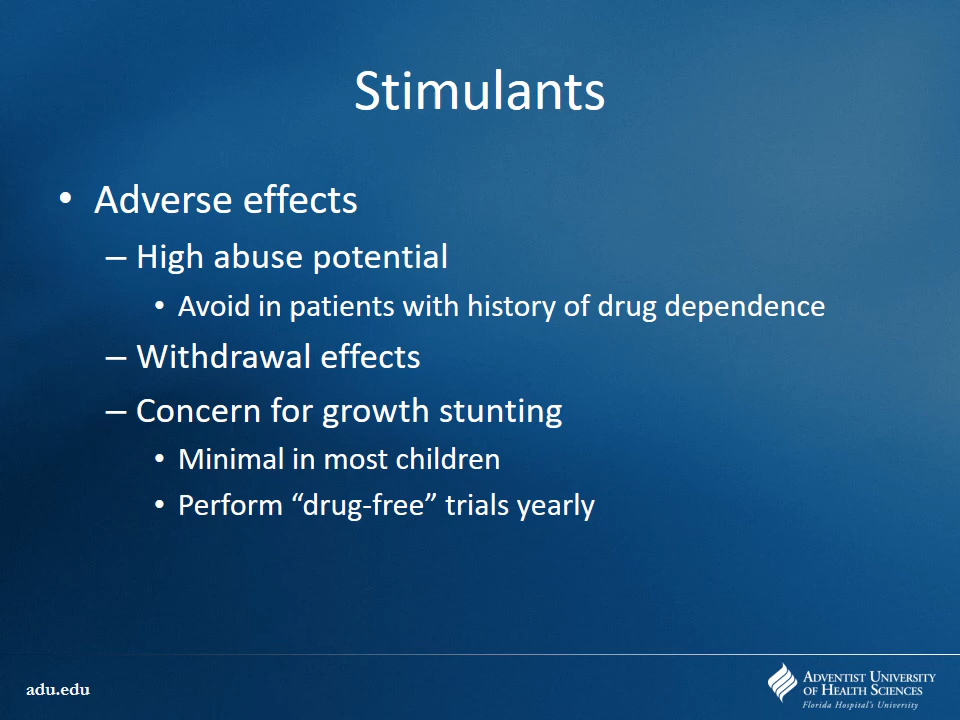 Stimulants
• Adverse effects
– High abuse potential
• Avoid in patients with history of drug dependence
– Withdrawal effects
– Concern for growth stunting
• Minimal in most children
• Perform “drug-free” trials yearly
adu.edu
ADVENTIST UNIVERSITY
OF HEALTH SCIENCES
Florida Hospital's University